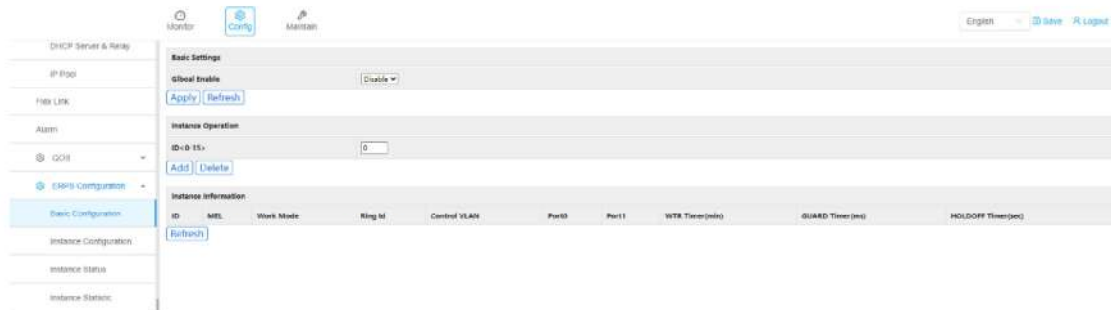 Monitor
Config
Maintain
English
Save
Logout
DHCP Server & Relay
IP Pool
Flex Link
Alarm
QOS
ERPS Configuration
Basic Configuration
Instance Configuration
Instance Status
Instance Statistic
Basic Settings
Glboal Enable
Disable
Apply
Refresh
Instance Operation
ID<0-15>
0
Add
Delete
Instance Information
ID MEL Work Mode Ring Id Control VLAN Port0 Port1 WTR Timer(min) GUARD Timer(ms) HOLDOFF Timer(sec)
Refresh